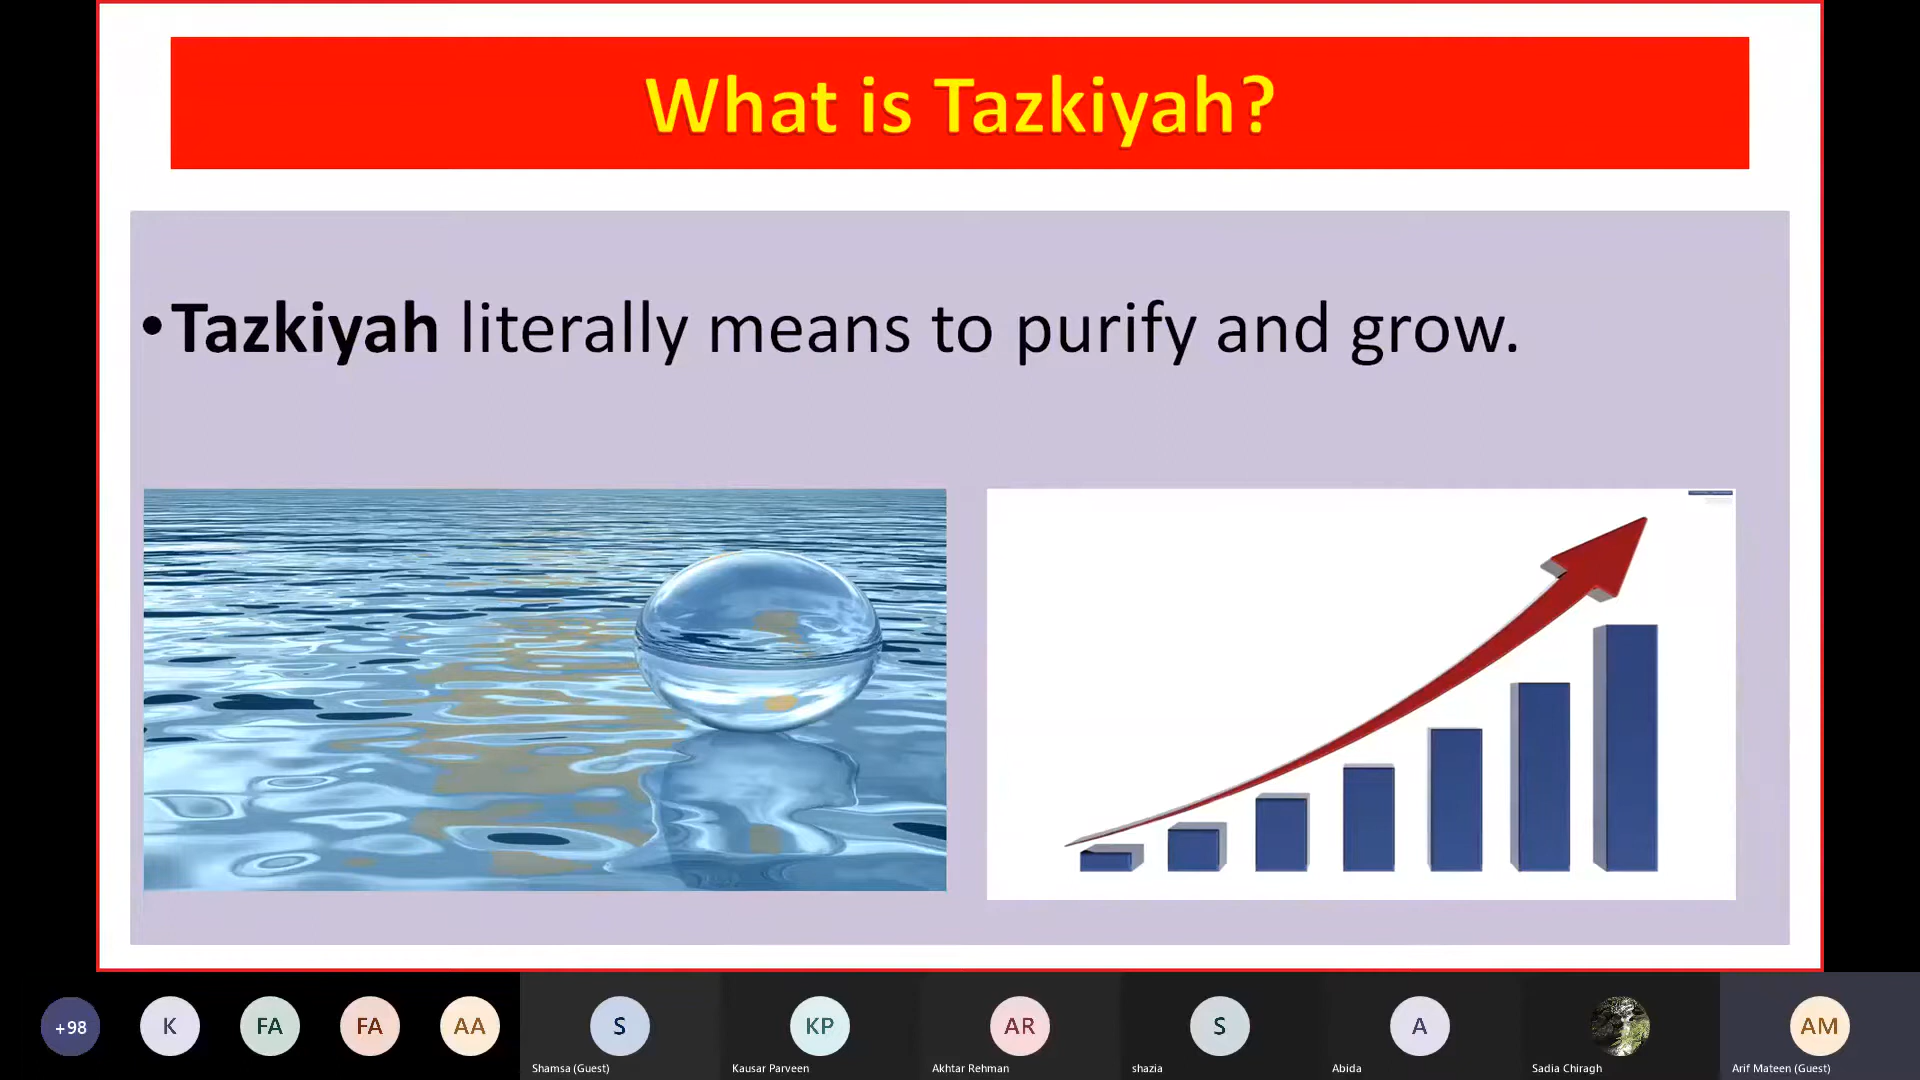 What is Tazkiyah?
•Tazkiyah literally means to purify and grow.
+98
K
FA
FA
AA
S
KP
AR
S
A
AM
Shamsa (Guest)
Kausar Parveen
Akhtar Rehman
shazia
Abida
Sadia Chiragh
Arif Mateen (Guest)